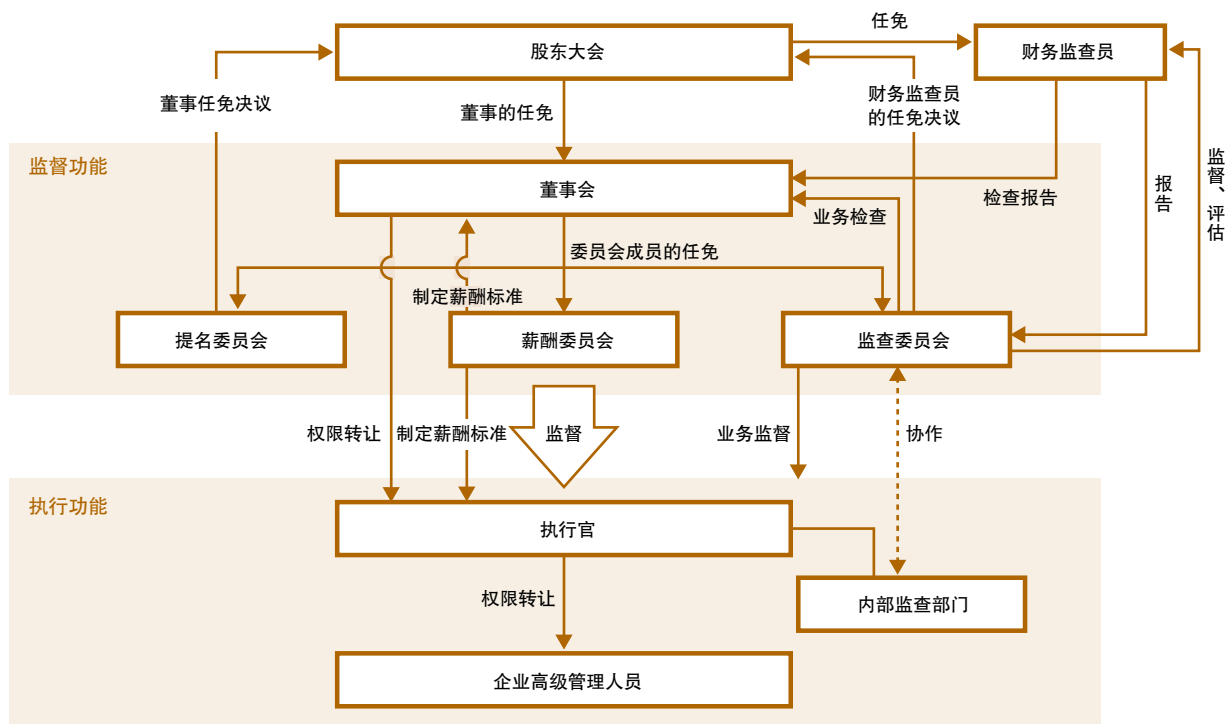 任免
股东大会
财务监查员
董事任免决议
董事的任免
财务监查员
的任免决议
监督功能
董事会
检查报告
报告
监督、评估
业务检查
委员会成员的任免
制定薪酬标准
提名委员会
薪酬委员会
监查委员会
权限转让
制定薪酬标准
监督
业务监督
协作
执行功能
执行官
权限转让
内部监查部门
企业高级管理人员